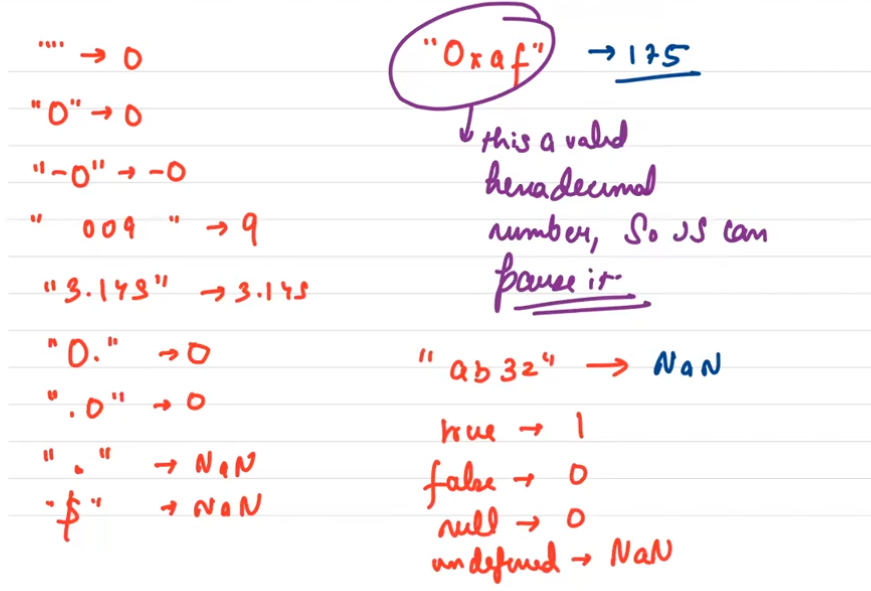 "" → 0
"0" → 0
"-0" → -0
" 009 " → 9
"3.145" → 3.145
"0." → 0
".0" → 0
"." → NaN
"$" → NaN
"0xaf" → 175
this a valid
hexadecimal
number, So JS can
parse it.
"ab32" → NaN
true → 1
false → 0
null → 0
undefined → NaN